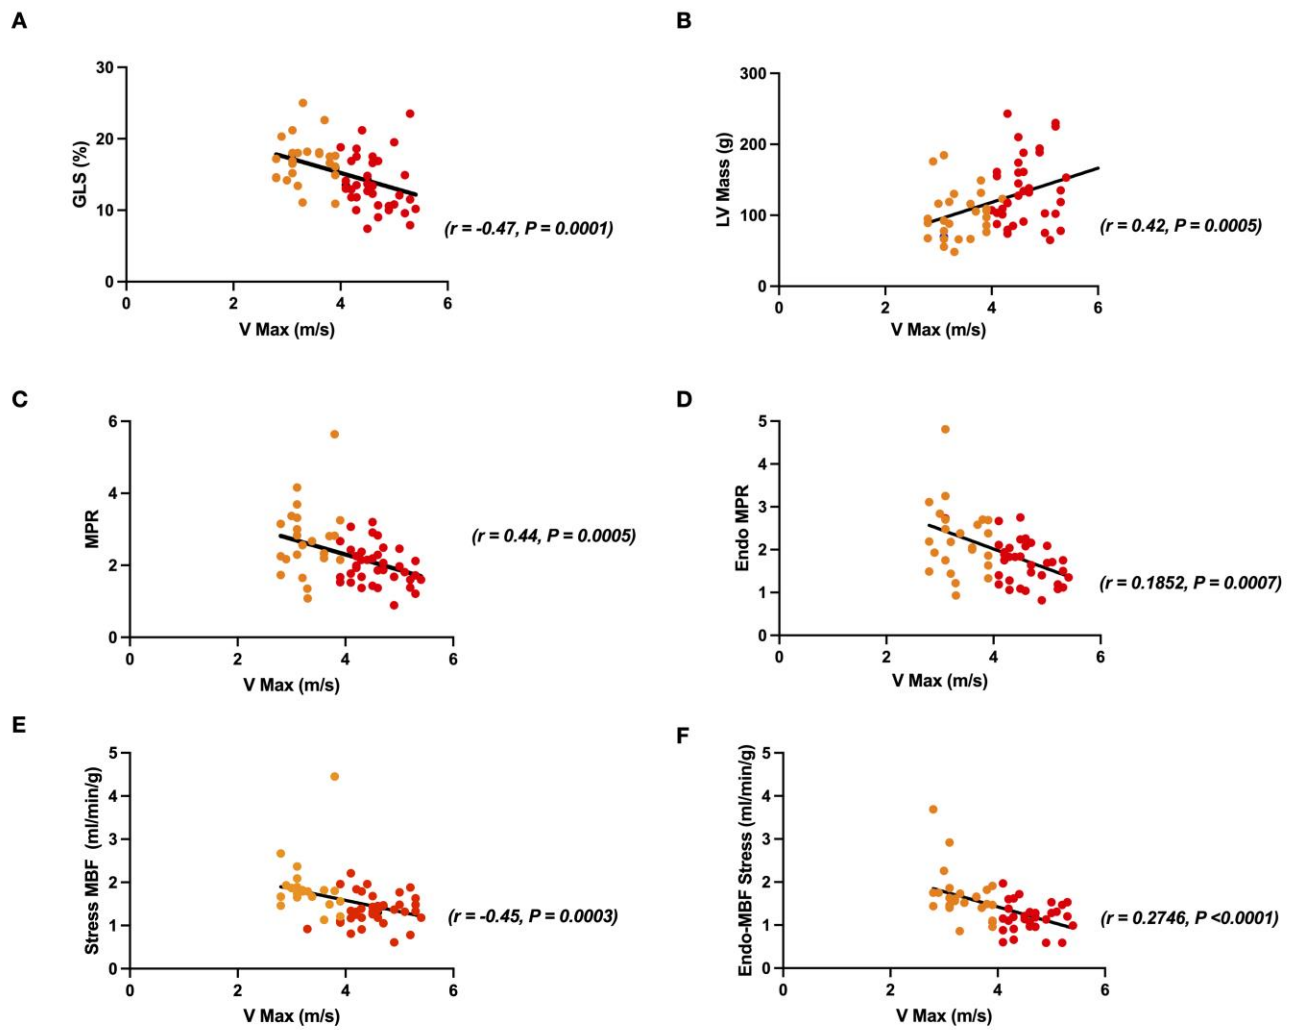 A
30
20
10
0
GLS (%)
0 2 4 6
V Max (m/s)
(r = -0.47, P = 0.0001)
B
300
200
100
0
LV Mass (g)
0 2 4 6
V Max (m/s)
(r = 0.42, P = 0.0005)
C
6
4
2
0
MPR
0 2 4 6
V Max (m/s)
(r = 0.44, P = 0.0005)
D
5
4
3
2
1
0
Endo MPR
0 2 4 6
V Max (m/s)
(r = 0.1852, P = 0.0007)
E
5
4
3
2
1
0
Stress MBF (ml/min/g)
0 2 4 6
V Max (m/s)
(r = -0.45, P = 0.0003)
F
5
4
3
2
1
0
Endo-MBF Stress (ml/min/g)
0 2 4 6
V Max (m/s)
(r = 0.2746, P <0.0001)